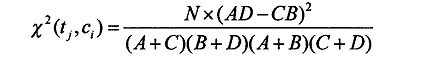 χ²(t_j, c_i) = N×(AD−CB)² / (A+C)(B+D)(A+B)(C+D)